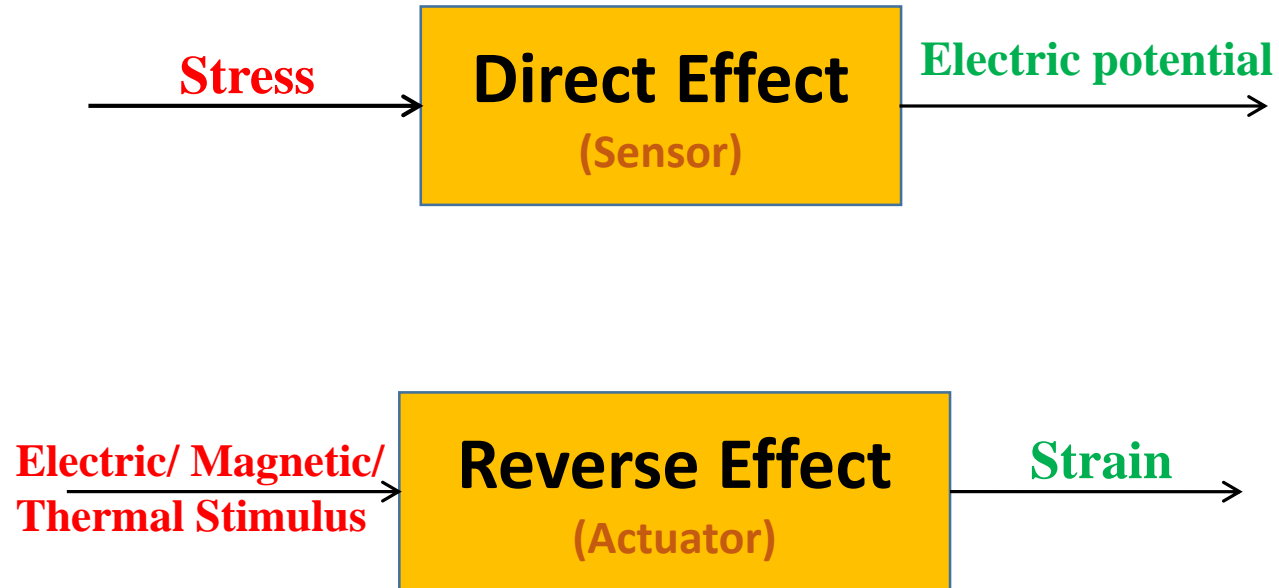 Stress
Direct Effect
(Sensor)
Electric potential
Electric/ Magnetic/
Thermal Stimulus
Reverse Effect
(Actuator)
Strain